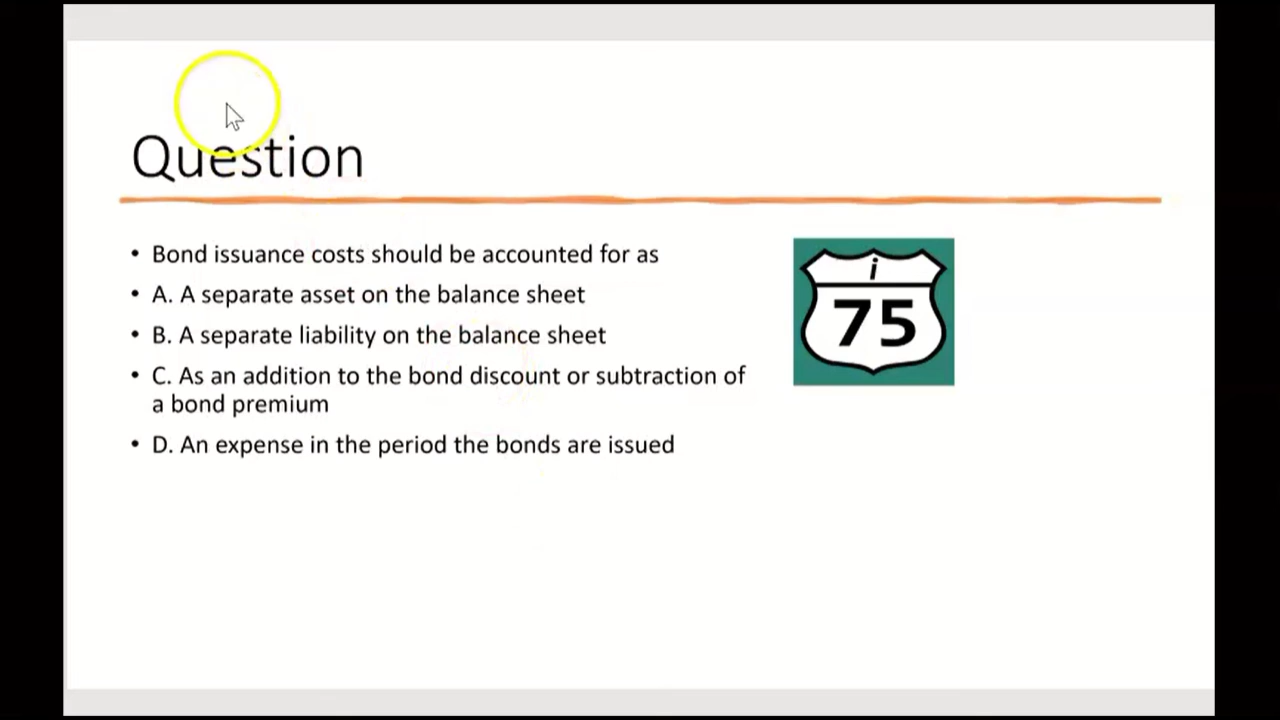 Question
• Bond issuance costs should be accounted for as
• A. A separate asset on the balance sheet
• B. A separate liability on the balance sheet
• C. As an addition to the bond discount or subtraction of
a bond premium
• D. An expense in the period the bonds are issued
i
75